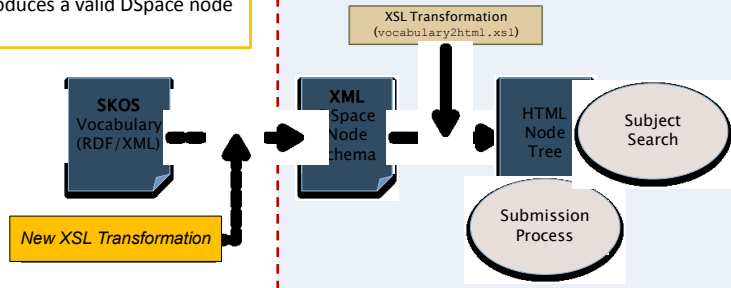 oduces a valid DSpace node
XSL Transformation
(vocabulary2html.xsl)
SKOS
Vocabulary
(RDF/XML)
XML
Space
Node
chema
HTML
Node
Tree
Subject
Search
Submission
Process
New XSL Transformation